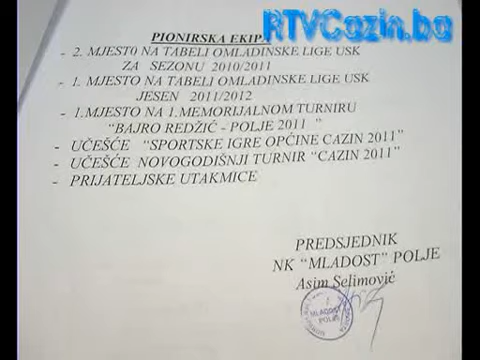 RTVCazin.ba
PIONIRSKA EKIPA
- 2. MJESTO NA TABELI OMLADINSKE LIGE USK
ZA SEZONU 2010/2011
- 1. MJESTO NA TABELI OMLADINSKE LIGE USK
JESEN 2011/2012
- 1.MJESTO NA 1.MEMORIJALNOM TURNIRU
“BAJRO REDŽIĆ - POLJE 2011 ”
- UČEŠĆE “SPORTSKE IGRE OPĆINE CAZIN 2011”
- UČEŠĆE NOVOGODIŠNJI TURNIR “CAZIN 2011”
- PRIJATELJSKE UTAKMICE
PREDSJEDNIK
NK “MLADOST” POLJE
Asim Selimović
MLADOST
POLJE